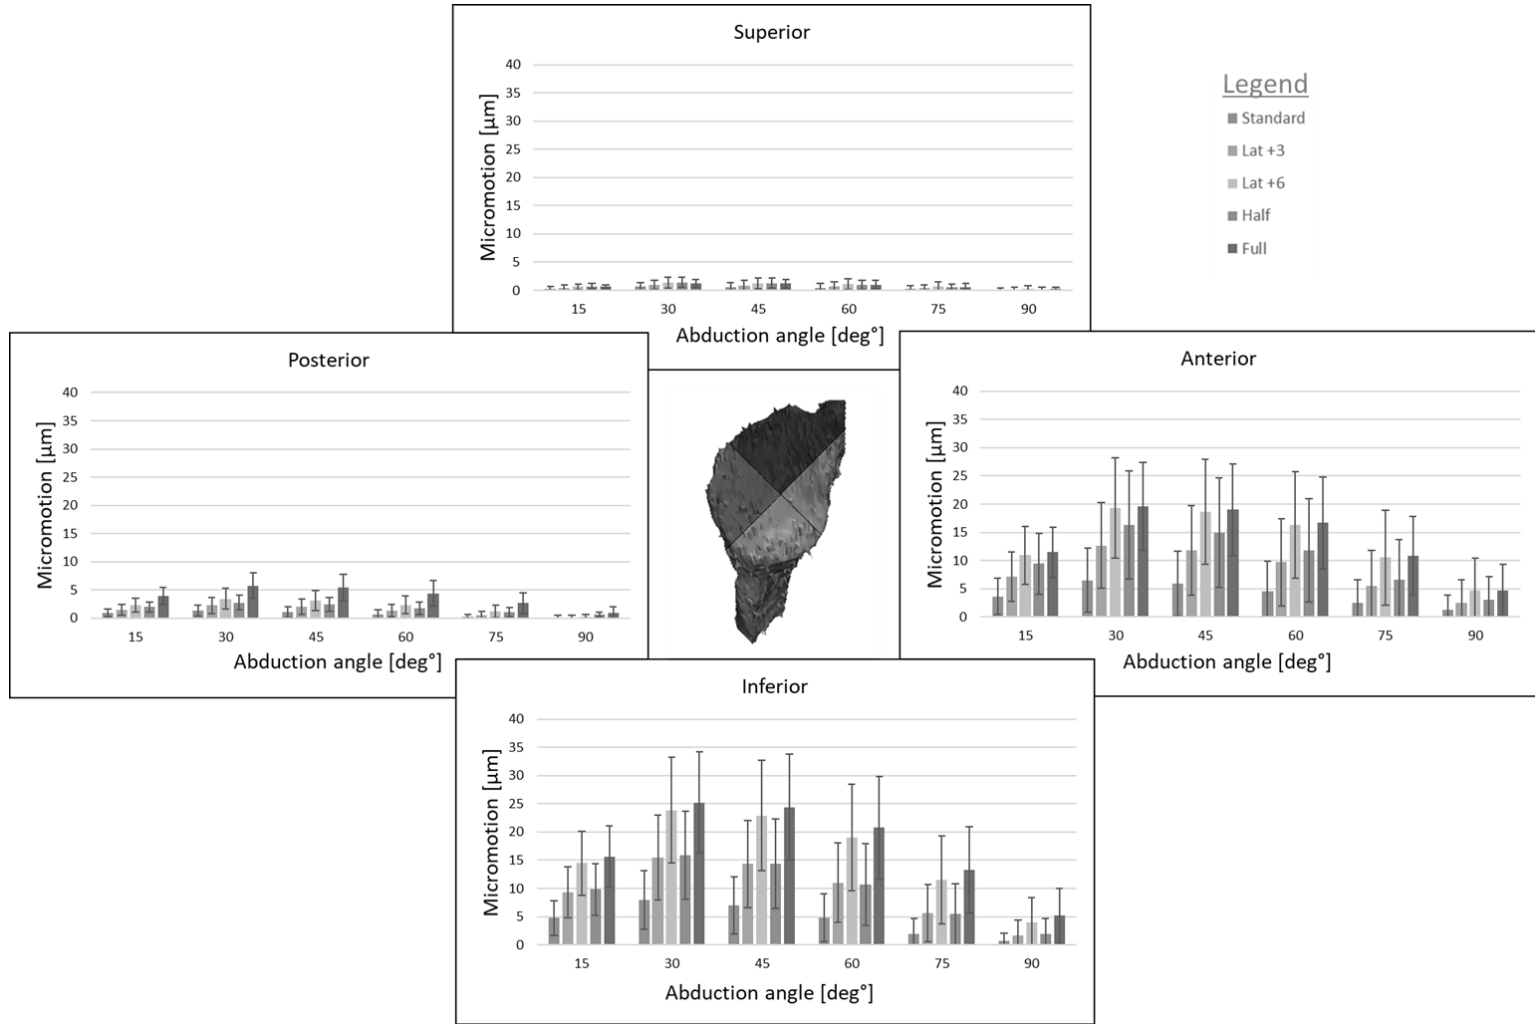 Superior
Micromotion [µm]
40
35
30
25
20
15
10
5
0
15 30 45 60 75 90
Abduction angle [deg°]
Legend
Standard
Lat +3
Lat +6
Half
Full
Posterior
Micromotion [µm]
40
35
30
25
20
15
10
5
0
15 30 45 60 75 90
Abduction angle [deg°]
Anterior
Micromotion [µm]
40
35
30
25
20
15
10
5
0
15 30 45 60 75 90
Abduction angle [deg°]
Inferior
Micromotion [µm]
40
35
30
25
20
15
10
5
0
15 30 45 60 75 90
Abduction angle [deg°]